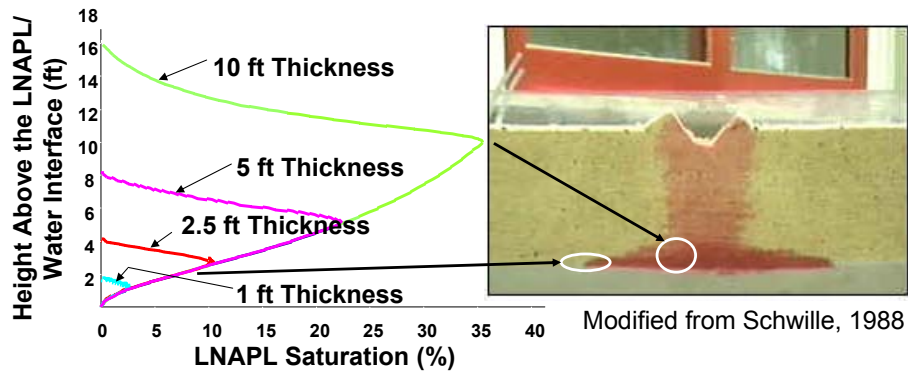 Height Above the LNAPL/
Water Interface (ft)
18
16
14
12
10
8
6
4
2
10 ft Thickness
5 ft Thickness
2.5 ft Thickness
1 ft Thickness
0 5 10 15 20 25 30 35 40
LNAPL Saturation (%)
Modified from Schwille, 1988